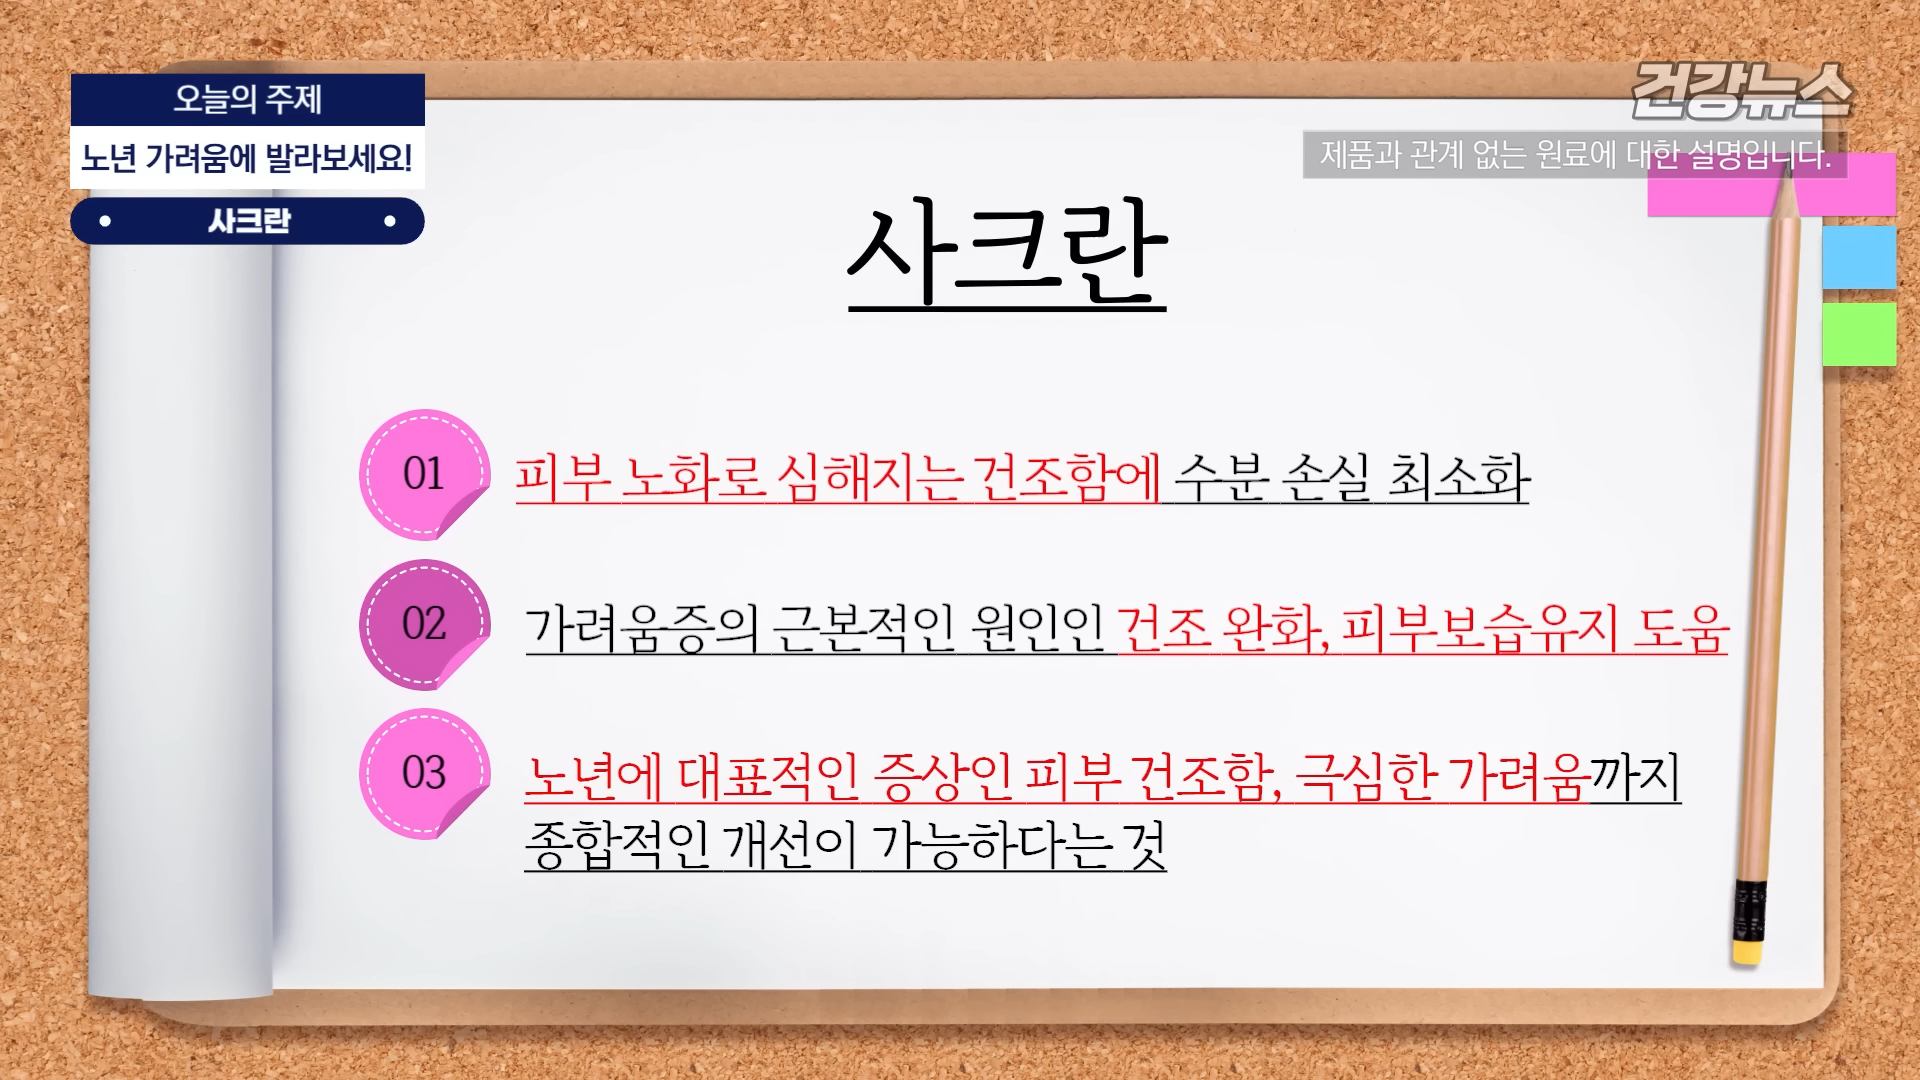 오늘의 주제
노년 가려움에 발라보세요!
사크란
건강뉴스
제품과 관계 없는 원료에 대한 설명입니다.
사크란
01
피부 노화로 심해지는 건조함에 수분 손실 최소화
02
가려움증의 근본적인 원인인 건조 완화, 피부보습유지 도움
03
노년에 대표적인 증상인 피부 건조함, 극심한 가려움까지
종합적인 개선이 가능하다는 것